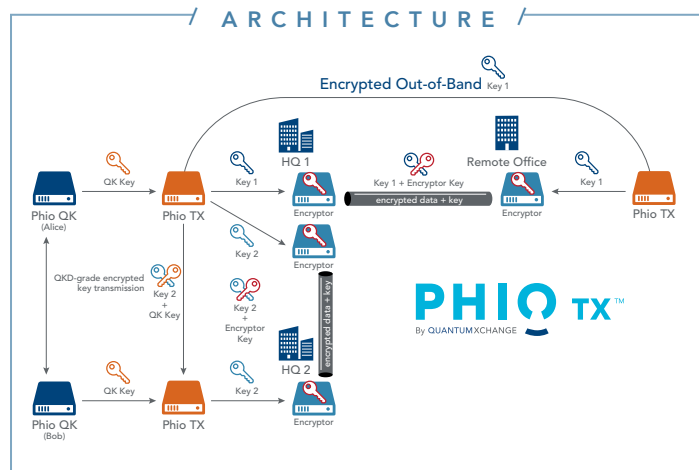 ARCHITECTURE
Encrypted Out-of-Band
Key 1
HQ 1
Remote Office
QK Key
Key 1
Key 1 + Encryptor Key
Key 1
encrypted data + key
Phio QK
(Alice)
Phio TX
Encryptor
Encryptor
Phio TX
Key 2
Encryptor
QKD-grade encrypted
key transmission
Key 2
+
QK Key
Key 2
+
Encryptor
Key
encrypted data + key
PHIO TX™
By QUANTUMXCHANGE
HQ 2
QK Key
Key 2
Phio QK
(Bob)
Phio TX
Encryptor